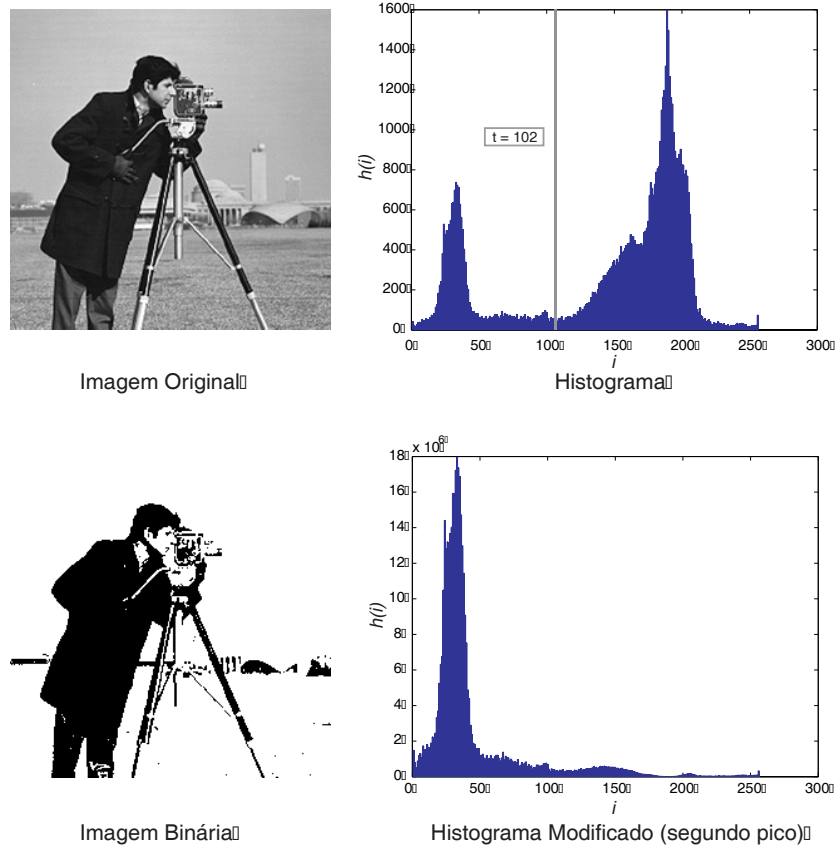 1600
1400
1200
1000
800
600
400
200
0
h(i)
t = 102
0 50 100 150 200 250 300
i
Imagem Original
Histograma
x 10 6
18
16
14
12
10
8
6
4
2
0
h(i)
0 50 100 150 200 250 300
i
Imagem Binária
Histograma Modificado (segundo pico)